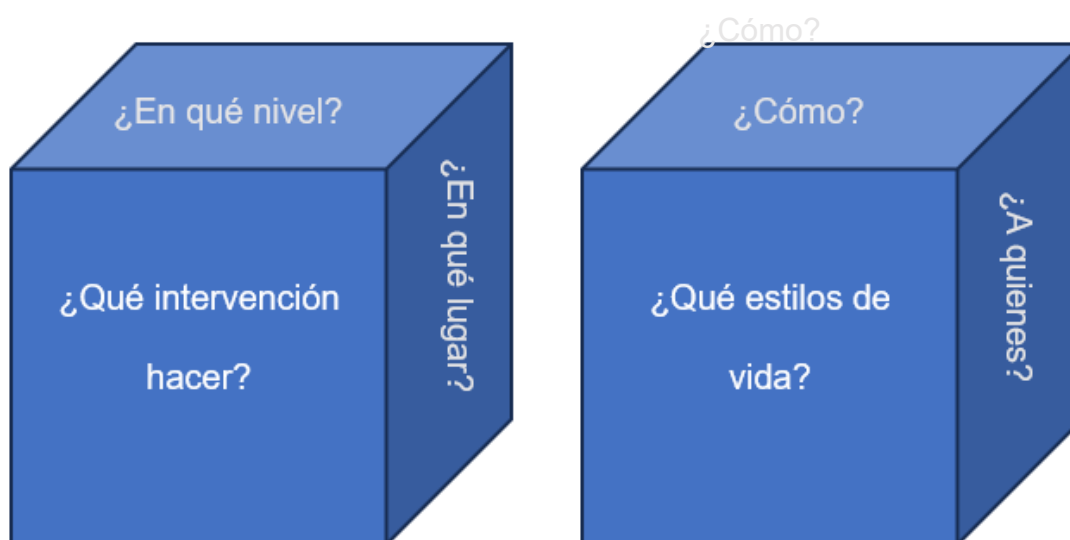 ¿Cómo?
¿En qué nivel?
¿En qué lugar?
¿Qué intervención
hacer?
¿Cómo?
¿A quienes?
¿Qué estilos de
vida?